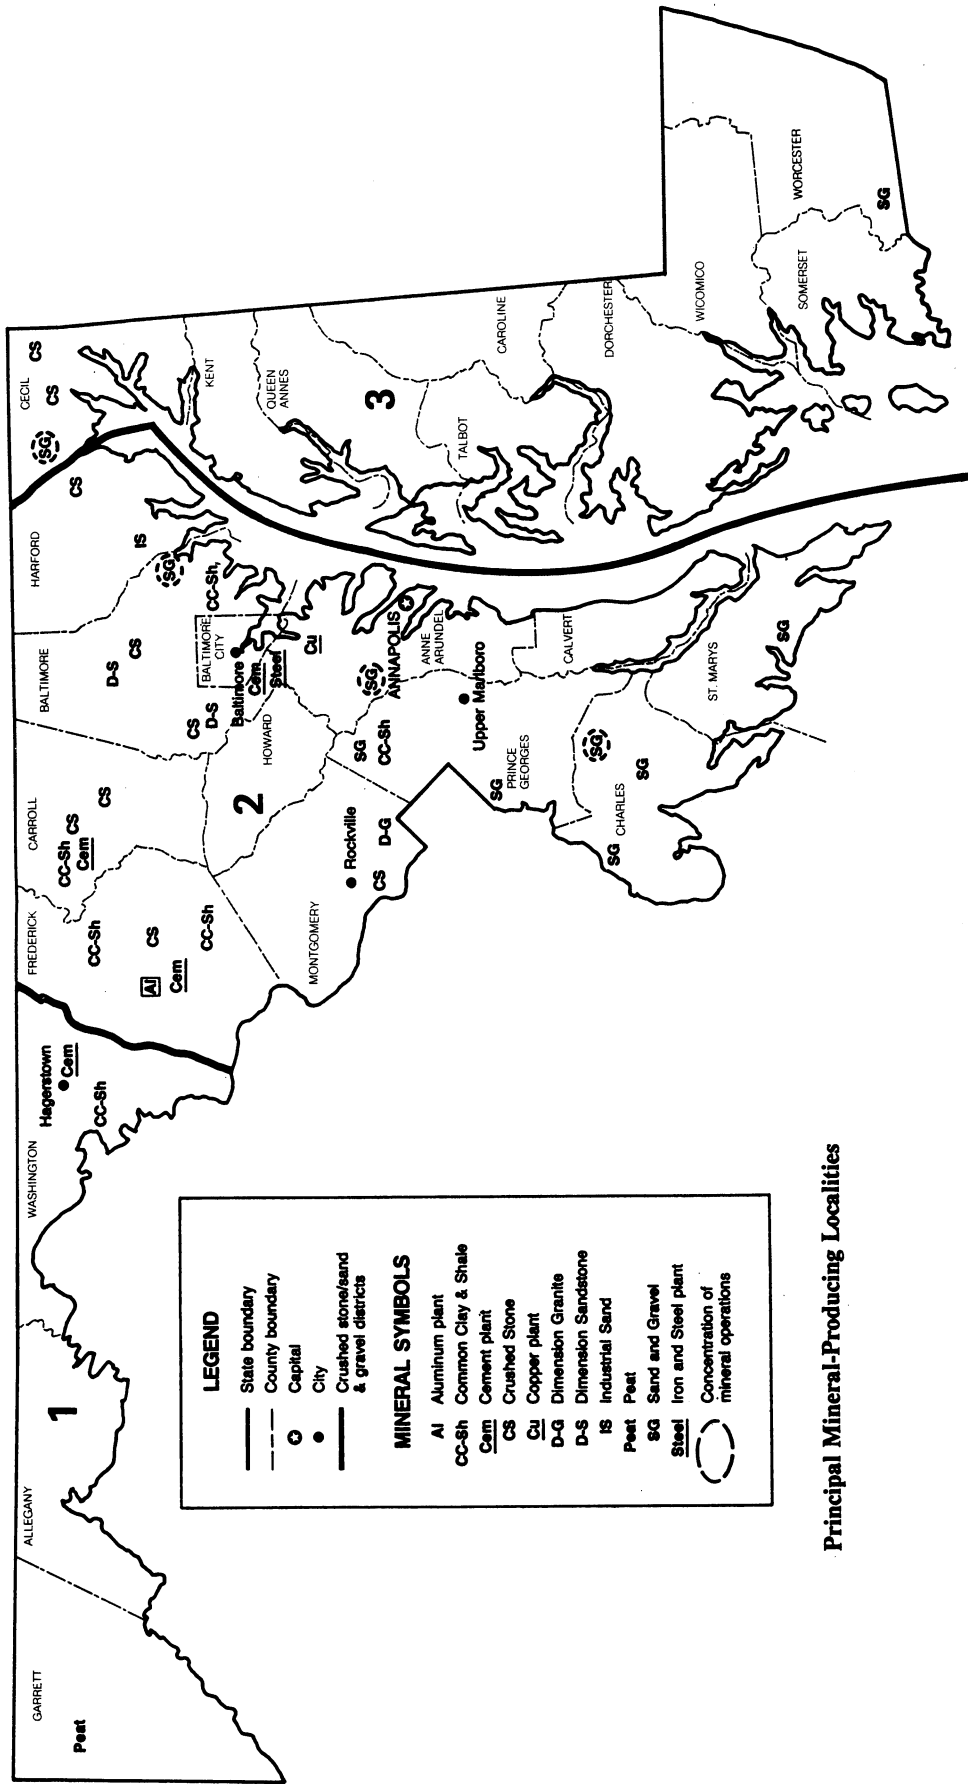 GARRETT
ALLEGANY
WASHINGTON
FREDERICK
CARROLL
BALTIMORE
HARFORD
CECIL
Peat
1
Hagerstown
Cem
CC-Sh
CC-Sh
CS
Al
Cem
CC-Sh
CC-Sh
CS
Cem
CS
D-S
CS
CS
D-S
IS
SG
CS
SG
CS
CS
BALTIMORE
CITY
CC-Sh,
Baltimore
Cem
Steel
Cu
2
HOWARD
MONTGOMERY
Rockville
CS
D-G
SG
CC-Sh
SG
ANNAPOLIS
ANNE
ARUNDEL
Upper Marlboro
SG
PRINCE
GEORGES
CALVERT
CHARLES
SG
SG
SG
ST. MARYS
SG
KENT
QUEEN
ANNES
3
TALBOT
CAROLINE
DORCHESTER
WICOMICO
SOMERSET
WORCESTER
SG
LEGEND
State boundary
County boundary
Capital
City
Crushed stone/sand
& gravel districts
MINERAL SYMBOLS
Al Aluminum plant
CC-Sh Common Clay & Shale
Cem Cement plant
CS Crushed Stone
Cu Copper plant
D-G Dimension Granite
D-S Dimension Sandstone
IS Industrial Sand
Peat Peat
SG Sand and Gravel
Steel Iron and Steel plant
Concentration of
mineral operations
Principal Mineral-Producing Localities